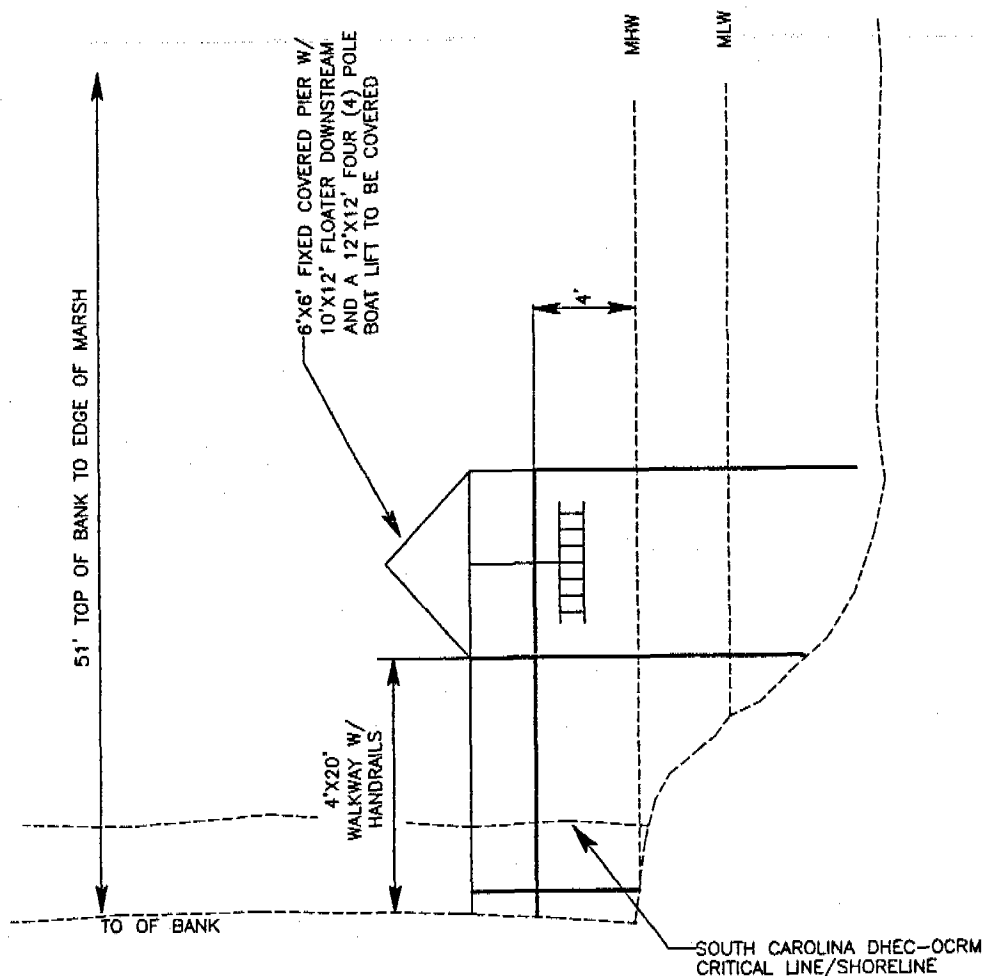 51' TOP OF BANK TO EDGE OF MARSH
6'X6' FIXED COVERED PIER W/
10'X12' FLOATER DOWNSTREAM
AND A 12'X12' FOUR (4) POLE
BOAT LIFT TO BE COVERED
MHW
MLW
4'
4'X20'
WALKWAY W/
HANDRAILS
TO OF BANK
SOUTH CAROLINA DHEC-OCRM
CRITICAL LINE/SHORELINE